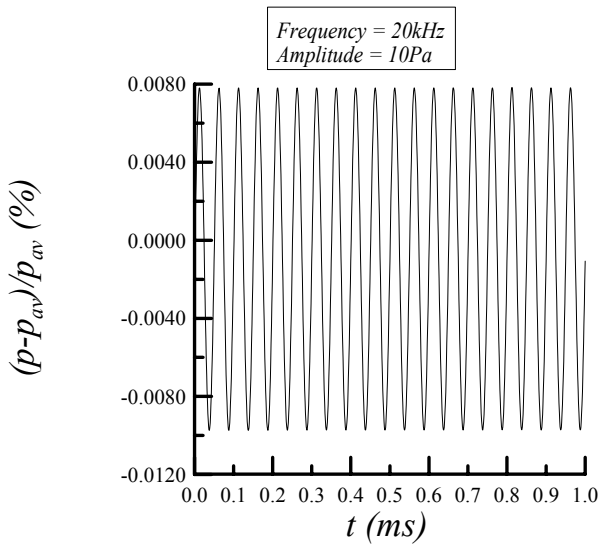 Frequency = 20kHz
Amplitude = 10Pa
(p-p_av)/p_av (%)
0.0080
0.0040
0.0000
-0.0040
-0.0080
-0.0120
0.0 0.1 0.2 0.3 0.4 0.5 0.6 0.7 0.8 0.9 1.0
t (ms)